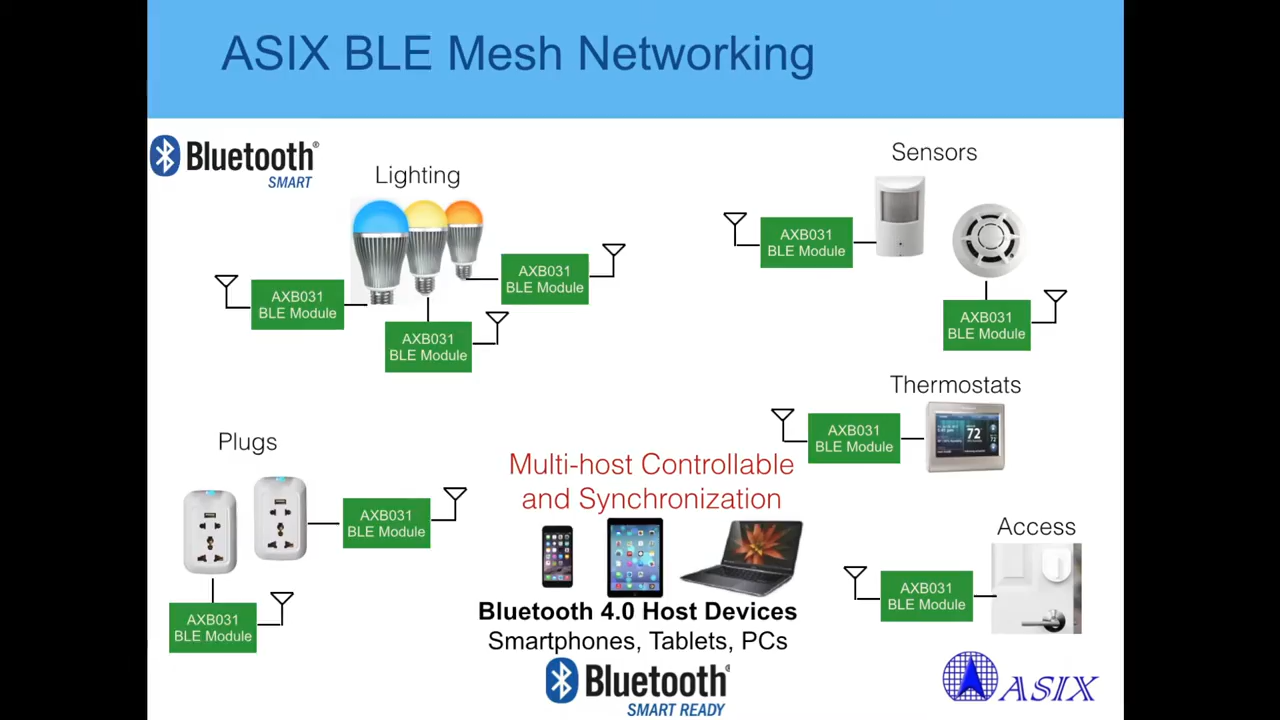 ASIX BLE Mesh Networking
Bluetooth®
SMART
Lighting
Sensors
AXB031
BLE Module
AXB031
BLE Module
AXB031
BLE Module
AXB031
BLE Module
AXB031
BLE Module
Thermostats
AXB031
BLE Module
72
Plugs
Multi-host Controllable
and Synchronization
AXB031
BLE Module
Access
AXB031
BLE Module
AXB031
BLE Module
Bluetooth 4.0 Host Devices
Smartphones, Tablets, PCs
Bluetooth®
SMART READY
ASIX